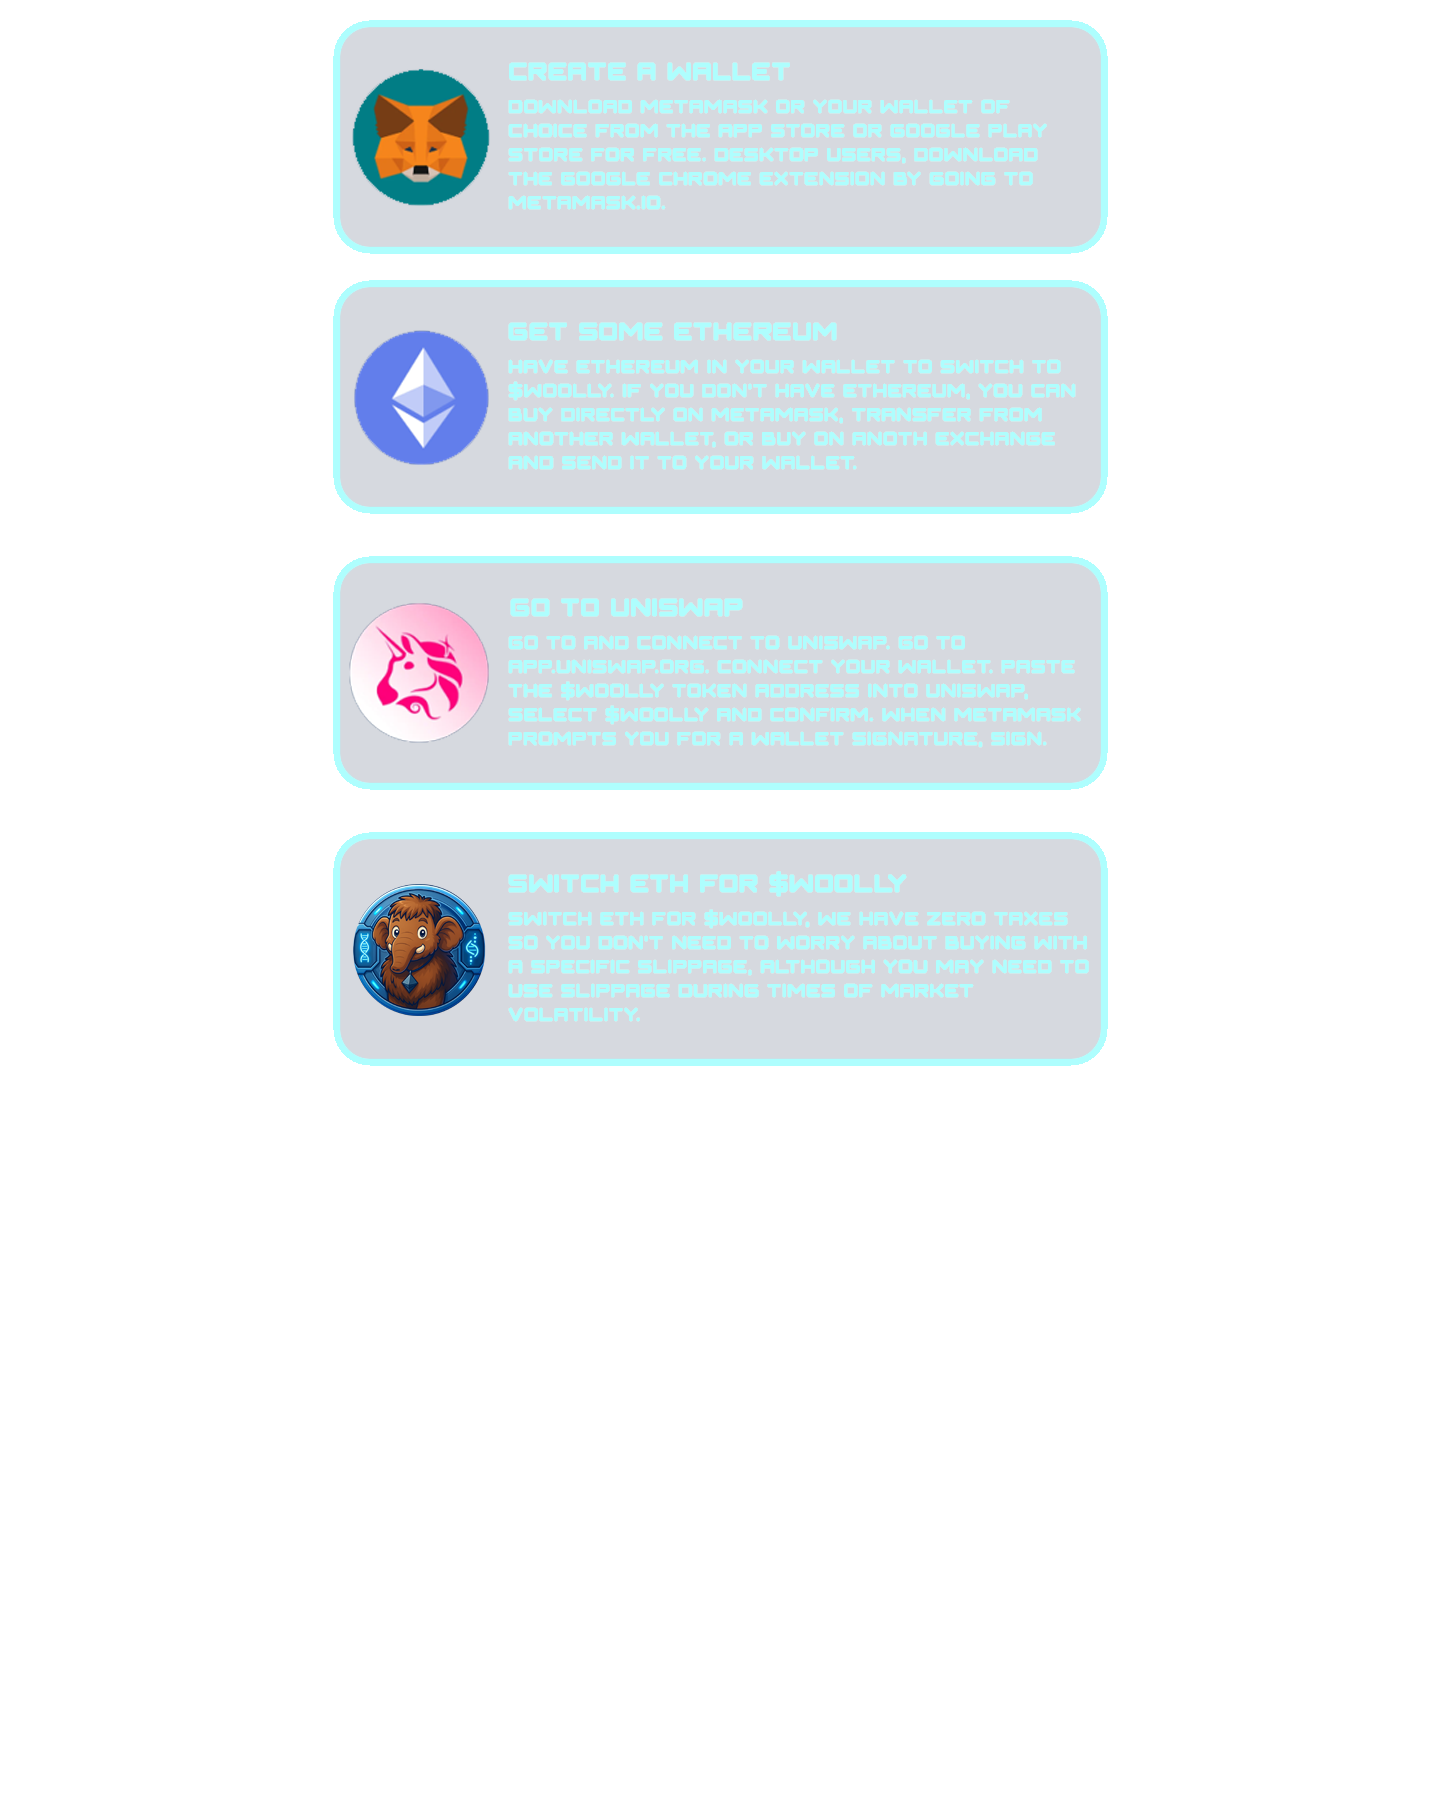 CREATE A WALLET
DOWNLOAD METAMASK OR YOUR WALLET OF
CHOICE FROM THE APP STORE OR GOOGLE PLAY
STORE FOR FREE. DESKTOP USERS, DOWNLOAD
THE GOOGLE CHROME EXTENSION BY GOING TO
METAMASK.IO.
GET SOME ETHEREUM
HAVE ETHEREUM IN YOUR WALLET TO SWITCH TO
$WOOLLY. IF YOU DON'T HAVE ETHEREUM, YOU CAN
BUY DIRECTLY ON METAMASK, TRANSFER FROM
ANOTHER WALLET, OR BUY ON ANOTH EXCHANGE
AND SEND IT TO YOUR WALLET.
GO TO UNISWAP
GO TO AND CONNECT TO UNISWAP. GO TO
APP.UNISWAP.ORG. CONNECT YOUR WALLET. PASTE
THE $WOOLLY TOKEN ADDRESS INTO UNISWAP,
SELECT $WOOLLY AND CONFIRM. WHEN METAMASK
PROMPTS YOU FOR A WALLET SIGNATURE, SIGN.
SWITCH ETH FOR $WOOLLY
SWITCH ETH FOR $WOOLLY, WE HAVE ZERO TAXES
SO YOU DON'T NEED TO WORRY ABOUT BUYING WITH
A SPECIFIC SLIPPAGE, ALTHOUGH YOU MAY NEED TO
USE SLIPPAGE DURING TIMES OF MARKET
VOLATILITY.